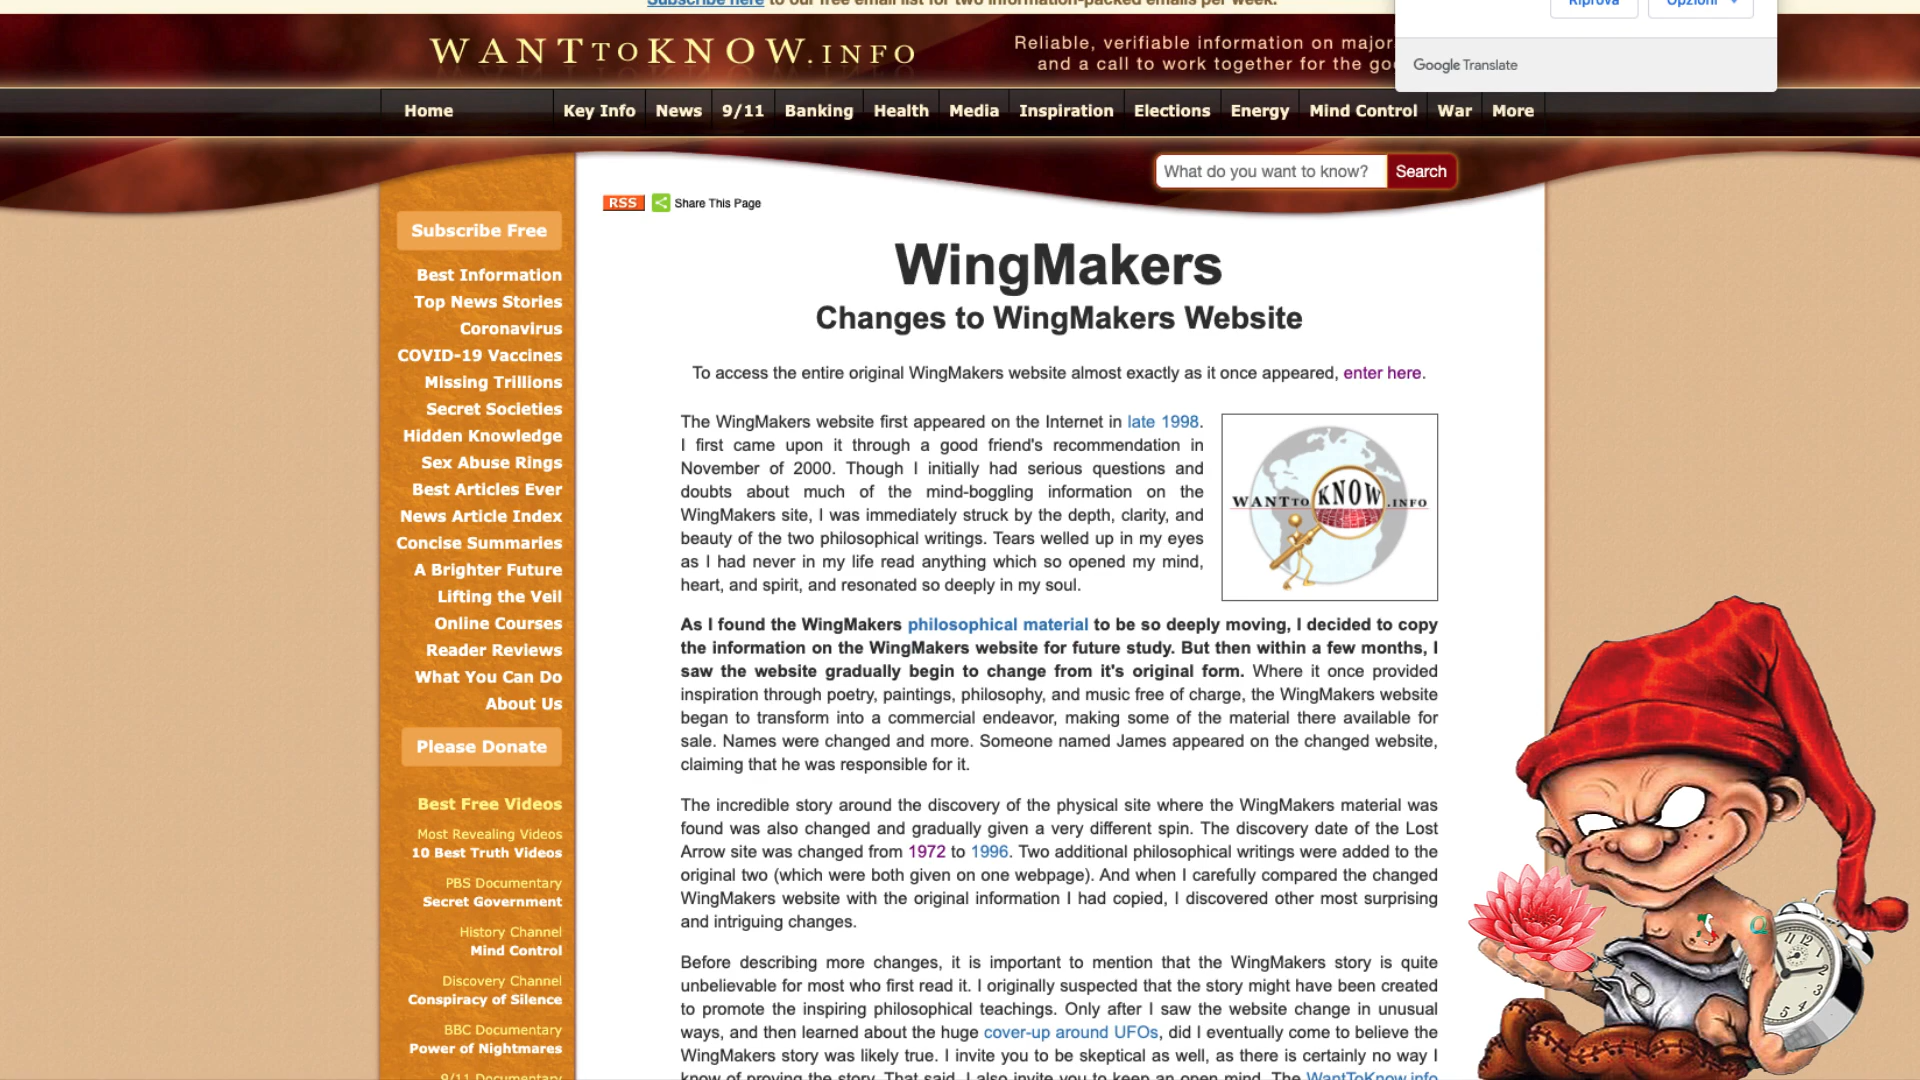 Subscribe here to our free email list for two information-packed emails per week.
Riprova
Opzioni
WANTTOKNOW.INFO
Reliable, verifiable information on major
and a call to work together for the go
Google Translate
Home
Key Info
News
9/11
Banking
Health
Media
Inspiration
Elections
Energy
Mind Control
War
More
What do you want to know?
Search
RSS
Share This Page
Subscribe Free
Best Information
Top News Stories
Coronavirus
COVID-19 Vaccines
Missing Trillions
Secret Societies
Hidden Knowledge
Sex Abuse Rings
Best Articles Ever
News Article Index
Concise Summaries
A Brighter Future
Lifting the Veil
Online Courses
Reader Reviews
What You Can Do
About Us
Please Donate
Best Free Videos
Most Revealing Videos
10 Best Truth Videos
PBS Documentary
Secret Government
History Channel
Mind Control
Discovery Channel
Conspiracy of Silence
BBC Documentary
Power of Nightmares
9/11 Documentary
WingMakers
Changes to WingMakers Website
To access the entire original WingMakers website almost exactly as it once appeared, enter here.
The WingMakers website first appeared on the Internet in late 1998.
I first came upon it through a good friend's recommendation in
November of 2000. Though I initially had serious questions and
doubts about much of the mind-boggling information on the
WingMakers site, I was immediately struck by the depth, clarity, and
beauty of the two philosophical writings. Tears welled up in my eyes
as I had never in my life read anything which so opened my mind,
heart, and spirit, and resonated so deeply in my soul.
WANTTO KNOW.INFO
As I found the WingMakers philosophical material to be so deeply moving, I decided to copy
the information on the WingMakers website for future study. But then within a few months, I
saw the website gradually begin to change from it's original form. Where it once provided
inspiration through poetry, paintings, philosophy, and music free of charge, the WingMakers website
began to transform into a commercial endeavor, making some of the material there available for
sale. Names were changed and more. Someone named James appeared on the changed website,
claiming that he was responsible for it.
The incredible story around the discovery of the physical site where the WingMakers material was
found was also changed and gradually given a very different spin. The discovery date of the Lost
Arrow site was changed from 1972 to 1996. Two additional philosophical writings were added to the
original two (which were both given on one webpage). And when I carefully compared the changed
WingMakers website with the original information I had copied, I discovered other most surprising
and intriguing changes.
Before describing more changes, it is important to mention that the WingMakers story is quite
unbelievable for most who first read it. I originally suspected that the story might have been created
to promote the inspiring philosophical teachings. Only after I saw the website change in unusual
ways, and then learned about the huge cover-up around UFOs, did I eventually come to believe the
WingMakers story was likely true. I invite you to be skeptical as well, as there is certainly no way I
know of proving the story. That said, I also invite you to keep an open mind. The WantToKnow.info
Q
11 12 1
2
3
4
5